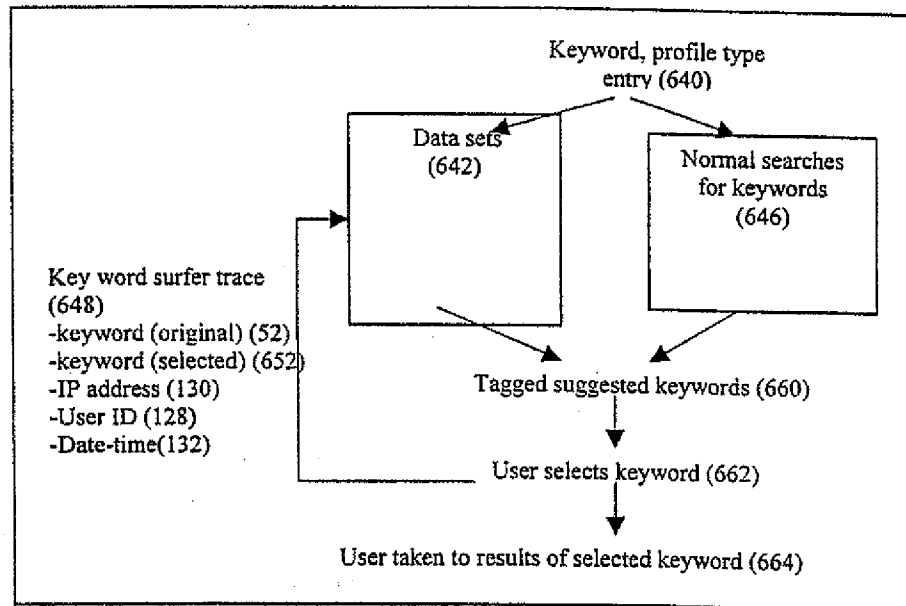 Keyword, profile type
entry (640)
Data sets
(642)
Normal searches
for keywords
(646)
Key word surfer trace
(648)
-keyword (original) (52)
-keyword (selected) (652)
-IP address (130)
-User ID (128)
-Date-time(132)
Tagged suggested keywords (660)
User selects keyword (662)
User taken to results of selected keyword (664)